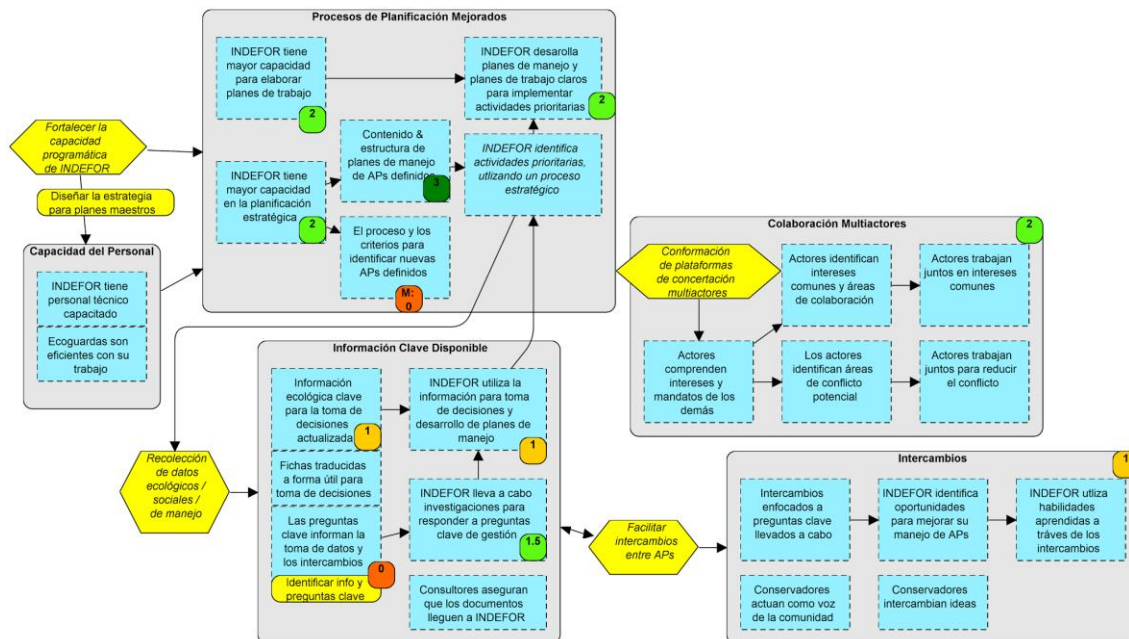 Procesos de Planificación Mejorados
INDEFOR tiene
mayor capacidad
para elaborar
planes de trabajo
2
INDEFOR desarolla
planes de manejo y
planes de trabajo claros
para implementar
actividades prioritarias
2
Fortalecer la
capacidad
programática
de INDEFOR
Diseñar la estrategia
para planes maestros
INDEFOR tiene
mayor capacidad
en la planificación
estratégica
2
Contenido &
estructura de
planes de manejo
de APs definidos
3
INDEFOR identifica
actividades prioritarias,
utlizando un proceso
estratégico
El proceso y los
criterios para
identificar nuevas
APs definidos
M:
0
Capacidad del Personal
INDEFOR tiene
personal técnico
capacitado
Ecoguardas son
eficientes con su
trabajo
Colaboración Multiactores
2
Conformación
de plataformas
de concertación
multiactores
Actores identifican
intereses
comunes y áreas
de colaboración
Actores trabajan
juntos en intereses
comunes
Actores
comprenden
intereses y
mandatos de los
demás
Los actores
identifican áreas
de conflicto
potencial
Actores trabajan
juntos para reducir
el conflicto
Recolección
de datos
ecológicos /
sociales /
de manejo
Información Clave Disponible
Información
ecológica clave
para la toma de
decisiones
actualizada
1
Fichas traducidas
a forma útil para
toma de decisiones
Las preguntas
clave informan la
toma de datos y
los intercambios
0
Identificar info y
preguntas clave
INDEFOR utiliza la
información para toma
de decisiones y
desarrollo de planes de
manejo
1
INDEFOR lleva a cabo
investigaciones para
responder a preguntas
clave de gestión
1.5
Consultores aseguran
que los documentos
lleguen a INDEFOR
Facilitar
intercambios
entre APs
Intercambios
1
Intercambios
enfocados a
preguntas clave
llevados a cabo
INDEFOR identifica
oportunidades
para mejorar su
manejo de APs
INDEFOR utliza
habilidades
aprendidas a
tráves de los
intercambios
Conservadores
actuan como voz
de la comunidad
Conservadores
intercambian ideas